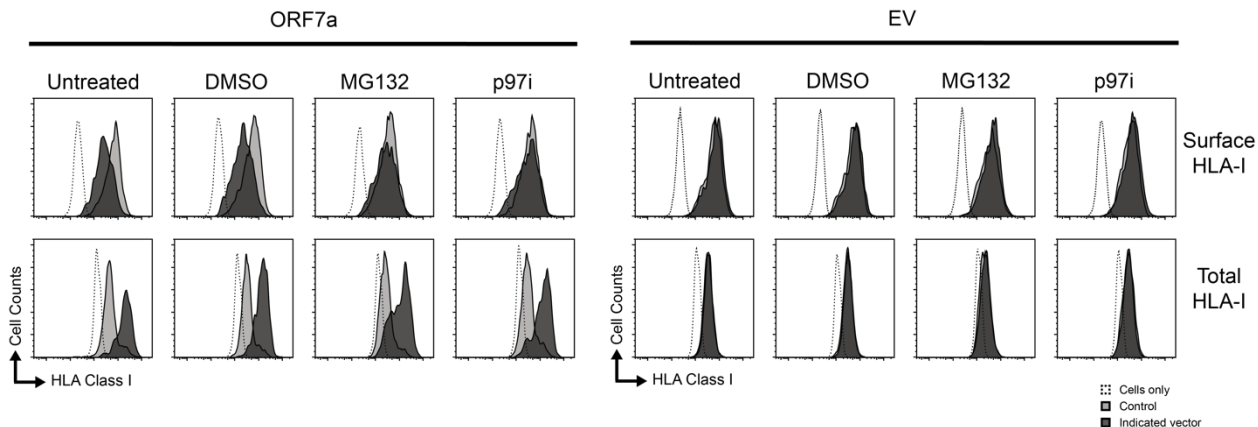 ORF7a
EV
Untreated DMSO MG132 p97i
Untreated DMSO MG132 p97i
Surface
HLA-I
Total
HLA-I
Cell Counts
HLA Class I
Cell Counts
HLA Class I
Cells only
Control
Indicated vector